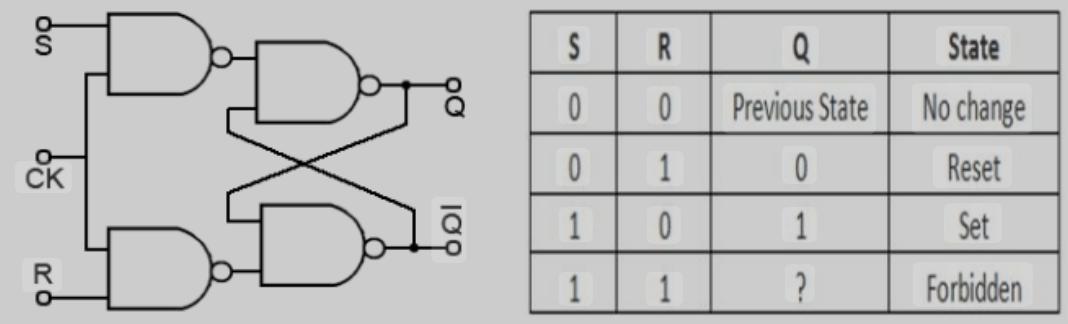 S
CK
R
Q
Q̅
S R Q State
0 0 Previous State No change
0 1 0 Reset
1 0 1 Set
1 1 ? Forbidden